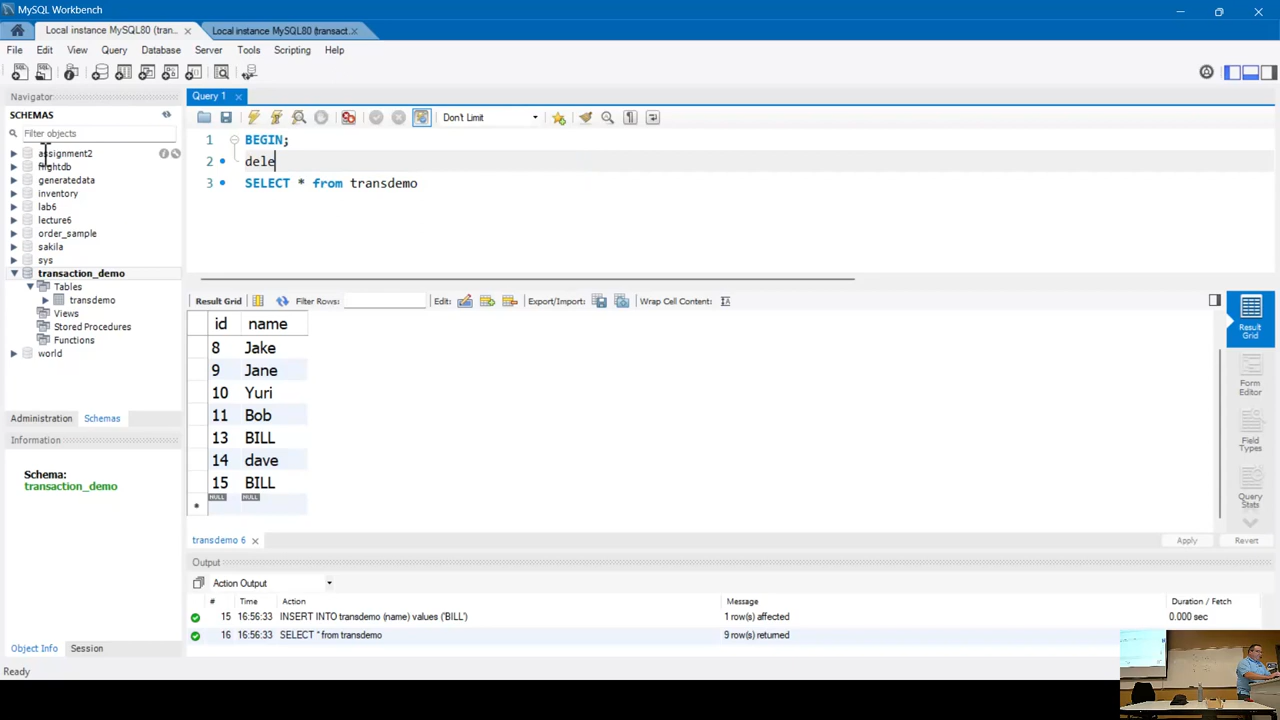 MySQL Workbench
Local instance MySQL80 (tran... Local instance MySQL80 (transact...
File Edit View Query Database Server Tools Scripting Help
Navigator
Query 1
SCHEMAS
Filter objects
Don't Limit
1 BEGIN;
2 dele
3 SELECT * from transdemo
assignment2
flightdb
generatedata
inventory
lab6
lecture6
order_sample
sakila
sys
transaction_demo
Tables
transdemo
Views
Stored Procedures
Functions
world
Administration Schemas
Information
Schema:
transaction_demo
Object Info Session
Result Grid Filter Rows: Edit: Export/Import: Wrap Cell Content:
id name
8 Jake
9 Jane
10 Yuri
11 Bob
13 BILL
14 dave
15 BILL
NULL NULL
Result Grid
Form Editor
Field Types
Query Stats
transdemo 6 Apply Revert
Output
Action Output
# Time Action Message Duration / Fetch
15 16:56:33 INSERT INTO transdemo (name) values ('BILL') 1 row(s) affected 0.000 sec
16 16:56:33 SELECT * from transdemo 9 row(s) returned
Ready